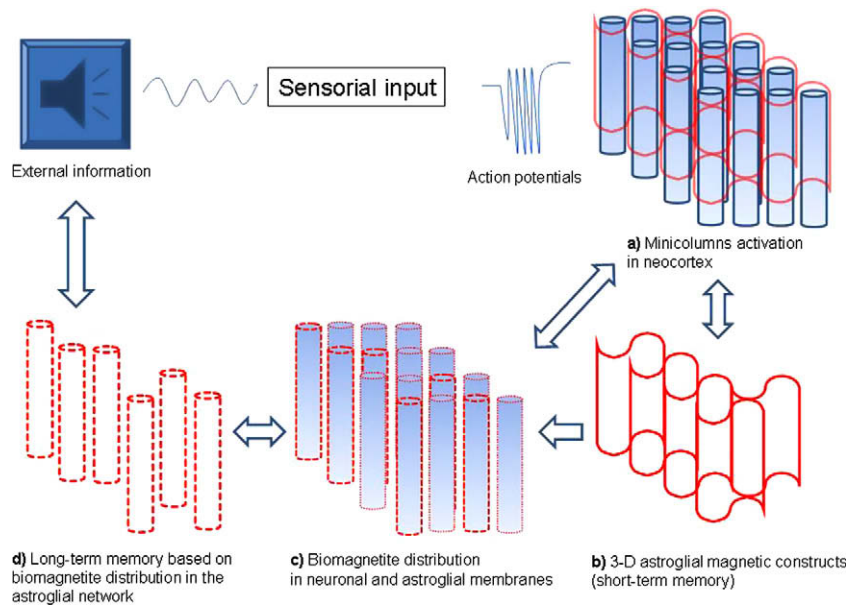 Sensorial input
External information
Action potentials
a) Minicolumns activation
in neocortex
d) Long-term memory based on
biomagnetite distribution in the
astroglial network
c) Biomagnetite distribution
in neuronal and astroglial membranes
b) 3-D astroglial magnetic constructs
(short-term memory)